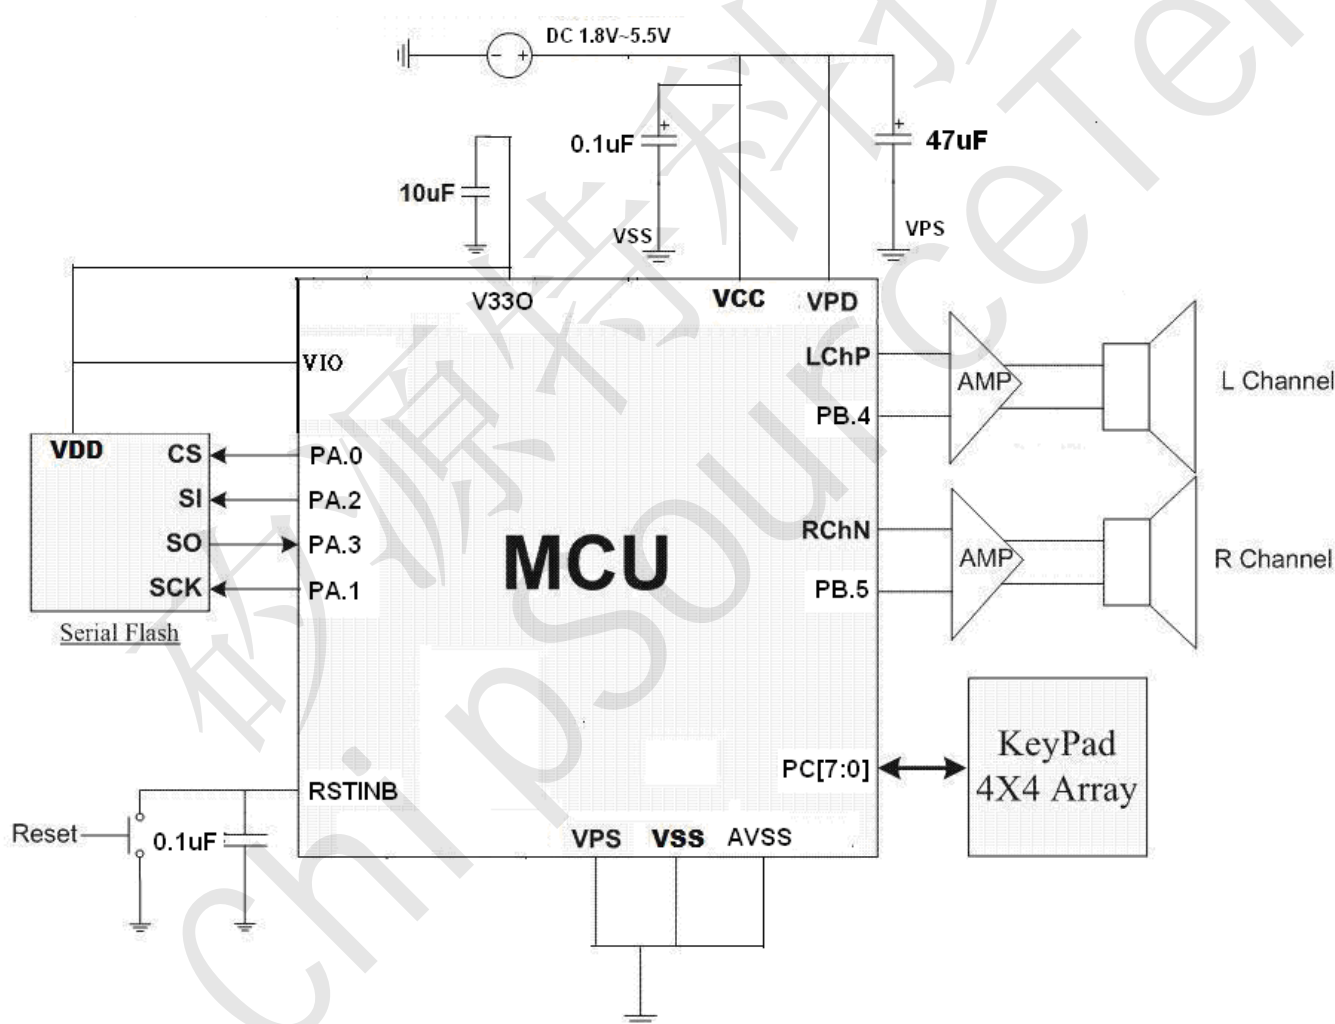 DC 1.8V~5.5V
- +
+
0.1uF
+
47uF
10uF
VSS
VPS
V33O
VCC
VPD
VIO
LChP
AMP
L Channel
PB.4
VDD
CS
PA.0
SI
PA.2
SO
PA.3
SCK
PA.1
Serial Flash
MCU
RChN
AMP
R Channel
PB.5
KeyPad
4X4 Array
PC[7:0]
RSTINB
Reset
0.1uF
VPS
VSS
AVSS
矽源特科技
ChipSourceTe